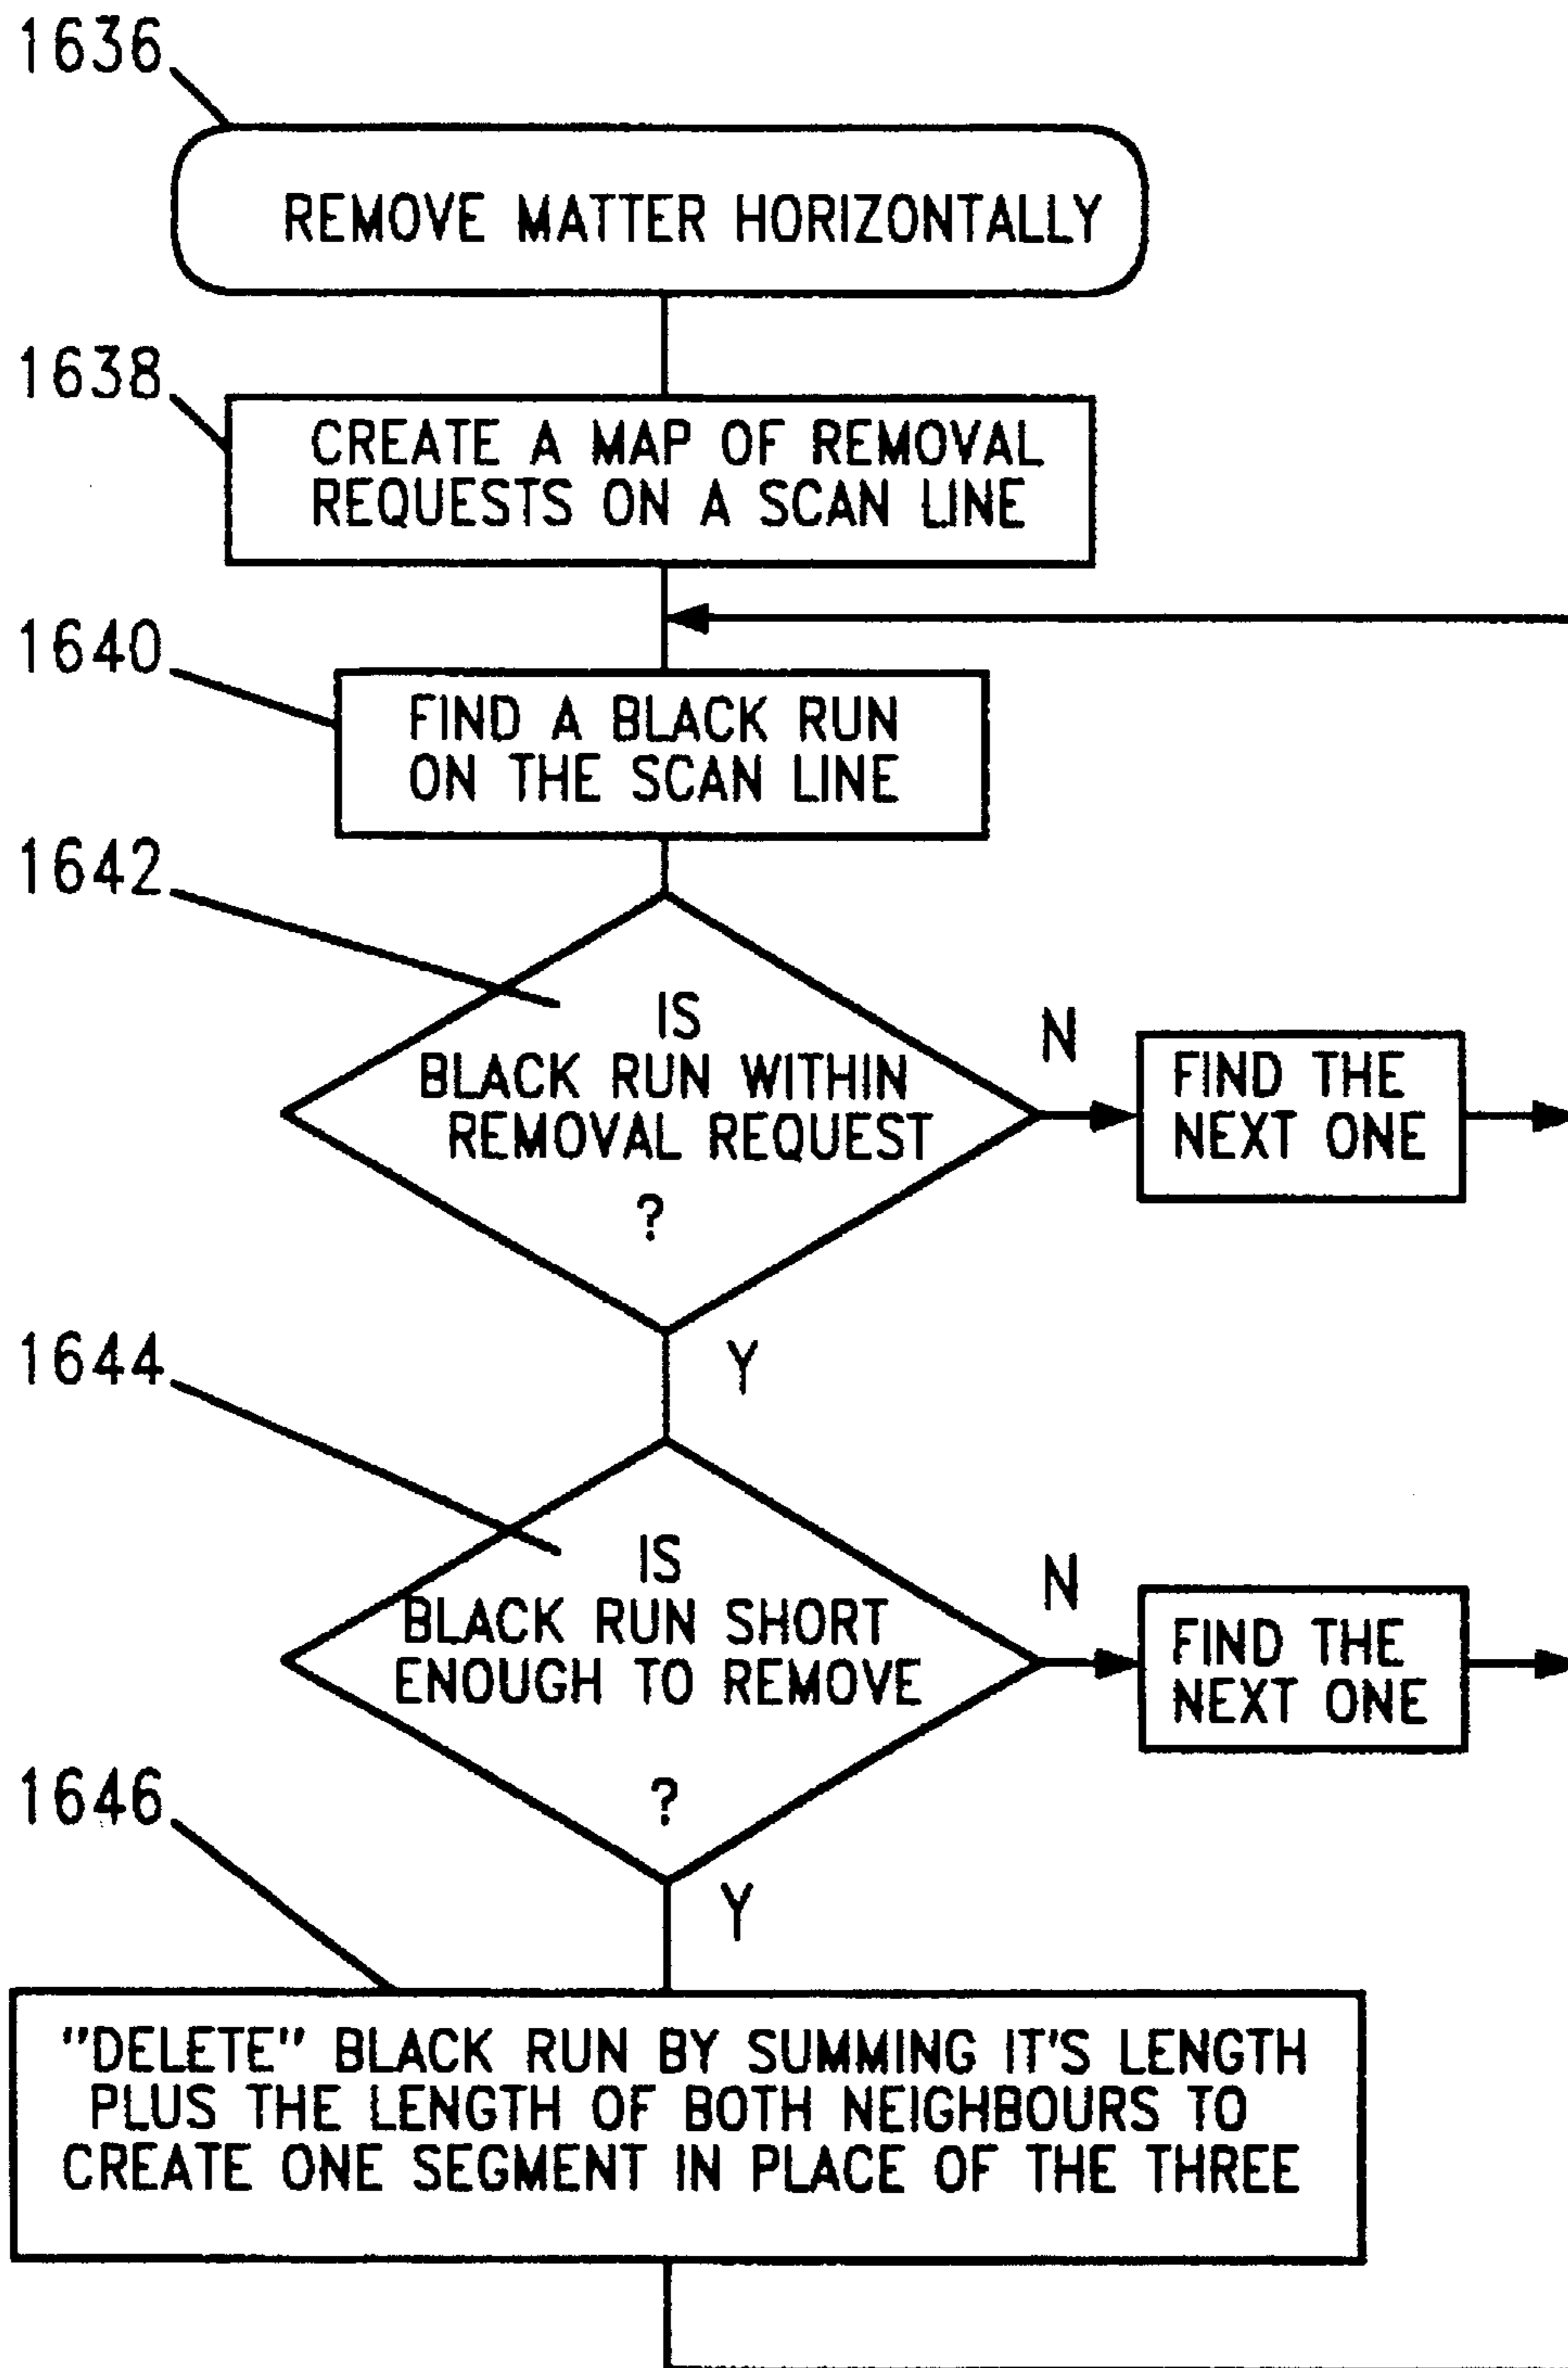 1636
REMOVE MATTER HORIZONTALLY
1638
CREATE A MAP OF REMOVAL
REQUESTS ON A SCAN LINE
1640
FIND A BLACK RUN
ON THE SCAN LINE
1642
IS
BLACK RUN WITHIN
REMOVAL REQUEST
?
N
FIND THE
NEXT ONE
Y
1644
IS
BLACK RUN SHORT
ENOUGH TO REMOVE
?
N
FIND THE
NEXT ONE
Y
1646
"DELETE" BLACK RUN BY SUMMING IT'S LENGTH
PLUS THE LENGTH OF BOTH NEIGHBOURS TO
CREATE ONE SEGMENT IN PLACE OF THE THREE